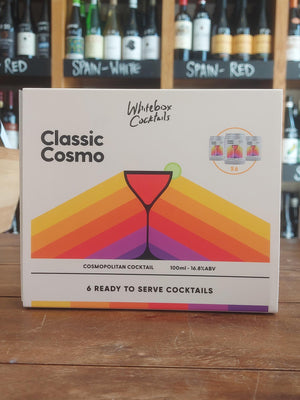 RED
SPAIN-WHITE
SPAIN-RED
Whitebox
Cocktails
Classic
Cosmo
X6
COSMOPOLITAN COCKTAIL 100ml - 16.8%ABV
6 READY TO SERVE COCKTAILS